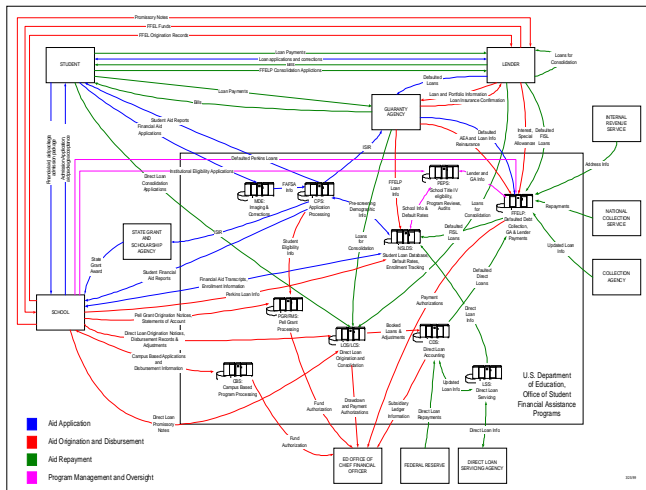 Promissory Notes
FFEL Funds
FFEL Origination Records
STUDENT
LENDER
Loan Payments
Loan applications and corrections
and
FFELP Consolidation Applications
Loans for
Consolidation
Defaulted
Loans
Loan Payments
Bills
Loan and Portfolio Information
Loan Insurance-Confirmation
GUARANTY
AGENCY
Student Aid Reports
Financial Aid
Applications
ISIR
AEA and Loan Info
Reinsurance
Defaulted
Loan Info
Interest,
Special
Allowances
Defaulted
FISL
Loans
INTERNAL
REVENUE
SERVICE
Address Info
Direct Loan
Consolidation
Applications
Defaulted Perkins Loans
Institutional Eligibility Applications
MDE:
Imaging &
Corrections
FAFSA
Info
CPS:
Application
Processing
Pre-screening
Demographic
Info
FFELP
Loan
Info
PEPS:
School Title IV
eligibility,
Program Reviews,
Audits
Lender and
GA Info
School Info &
Default Rates
Loans for
Consolidation
Defaulted
FISL
Loans
FFELP:
Defaulted Debt
Collection,
GA & Lender
Payments
Repayments
NATIONAL
COLLECTION
SERVICE
Updated
Loan Info
COLLECTION
AGENCY
STATE GRANT
AND
SCHOLARSHIP
AGENCY
ISIR
State
Grant
Award
Student
Eligibility
Info
Loans
for
Consolidation
NSLDS:
Student Loan Database,
Default Rates,
Enrollment Tracking
Student Financial
Aid Reports
Financial Aid Transcripts,
Enrollment Information
Perkins Loan Info
Defaulted
Direct
Loans
SCHOOL
Pell Grant Origination Notices,
Statements of Account
PGR/FMS:
Pell Grant
Processing
Payment
Authorizations
Direct
Loan
Info
Direct Loan Origination Notices,
Disbursement Records &
Adjustments
LOS/LCS:
Direct Loan
Origination and
Consolidation
Booked
Loans &
Adjustments
CDS:
Direct Loan
Accounting
Campus Based Applications
and
Disbursement Information
CBS: Campus Based
Program Processing
Updated
Loan Info
LSS:
Direct Loan
Servicing
U.S. Department
of Education,
Office of Student
Financial Assistance
Programs
Drawdown
and Payment
Authorizations
Subsidiary
Ledger
Information
Direct Loan
Promissory
Notes
Fund
Authorization
Fund
Authorization
Direct Loan
Repayments
Direct Loan Info
Aid Application
Aid Origination and Disbursement
Aid Repayment
Program Management and Oversight
ED OFFICE OF
CHIEF FINANCIAL
OFFICER
FEDERAL RESERVE
DIRECT LOAN
SERVICING AGENCY